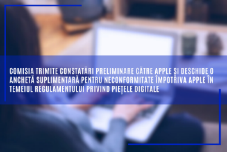 COMISIA TRIMITE CONSTATĂRI PRELIMINARE CĂTRE APPLE ȘI DESCHIDE O
ANCHETĂ SUPLIMENTARĂ PENTRU NECONFORMITATE ÎMPOTRIVA APPLE ÎN
TEMEIUL REGULAMENTULUI PRIVIND PIEȚELE DIGITALE